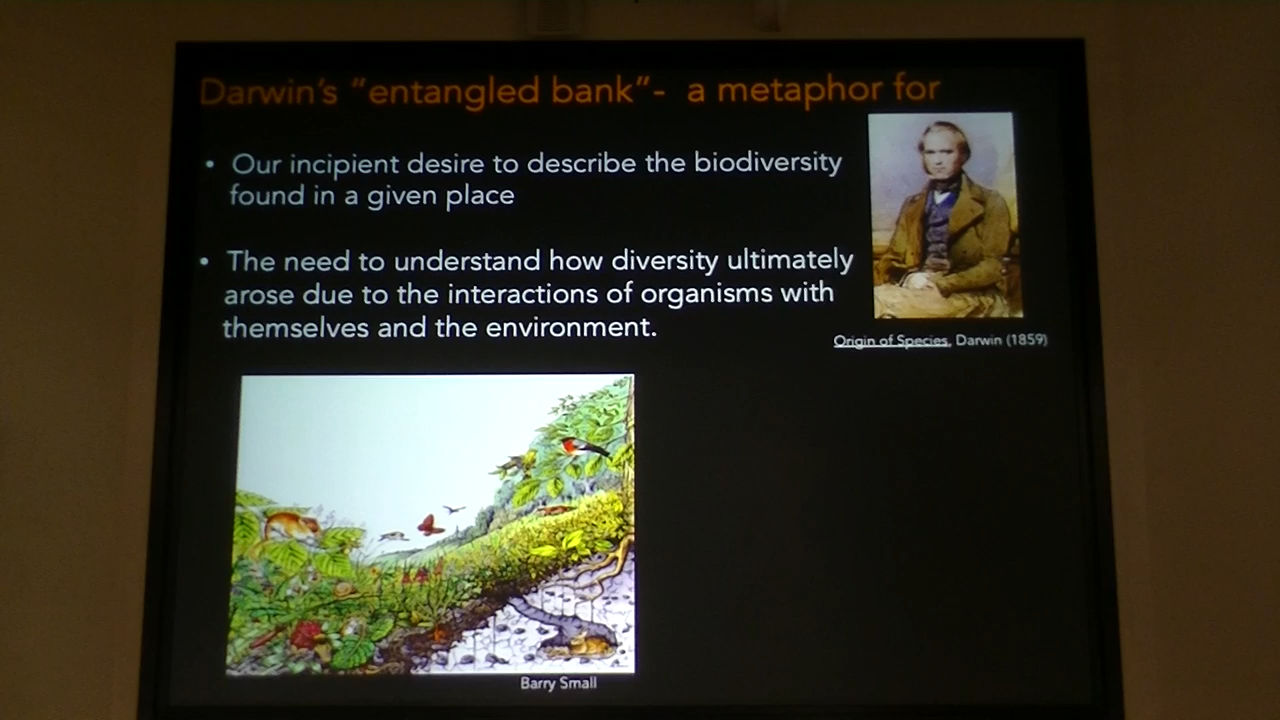 Darwin's "entangled bank"- a metaphor for
• Our incipient desire to describe the biodiversity
found in a given place
• The need to understand how diversity ultimately
arose due to the interactions of organisms with
themselves and the environment.
Origin of Species, Darwin (1859)
Barry Small